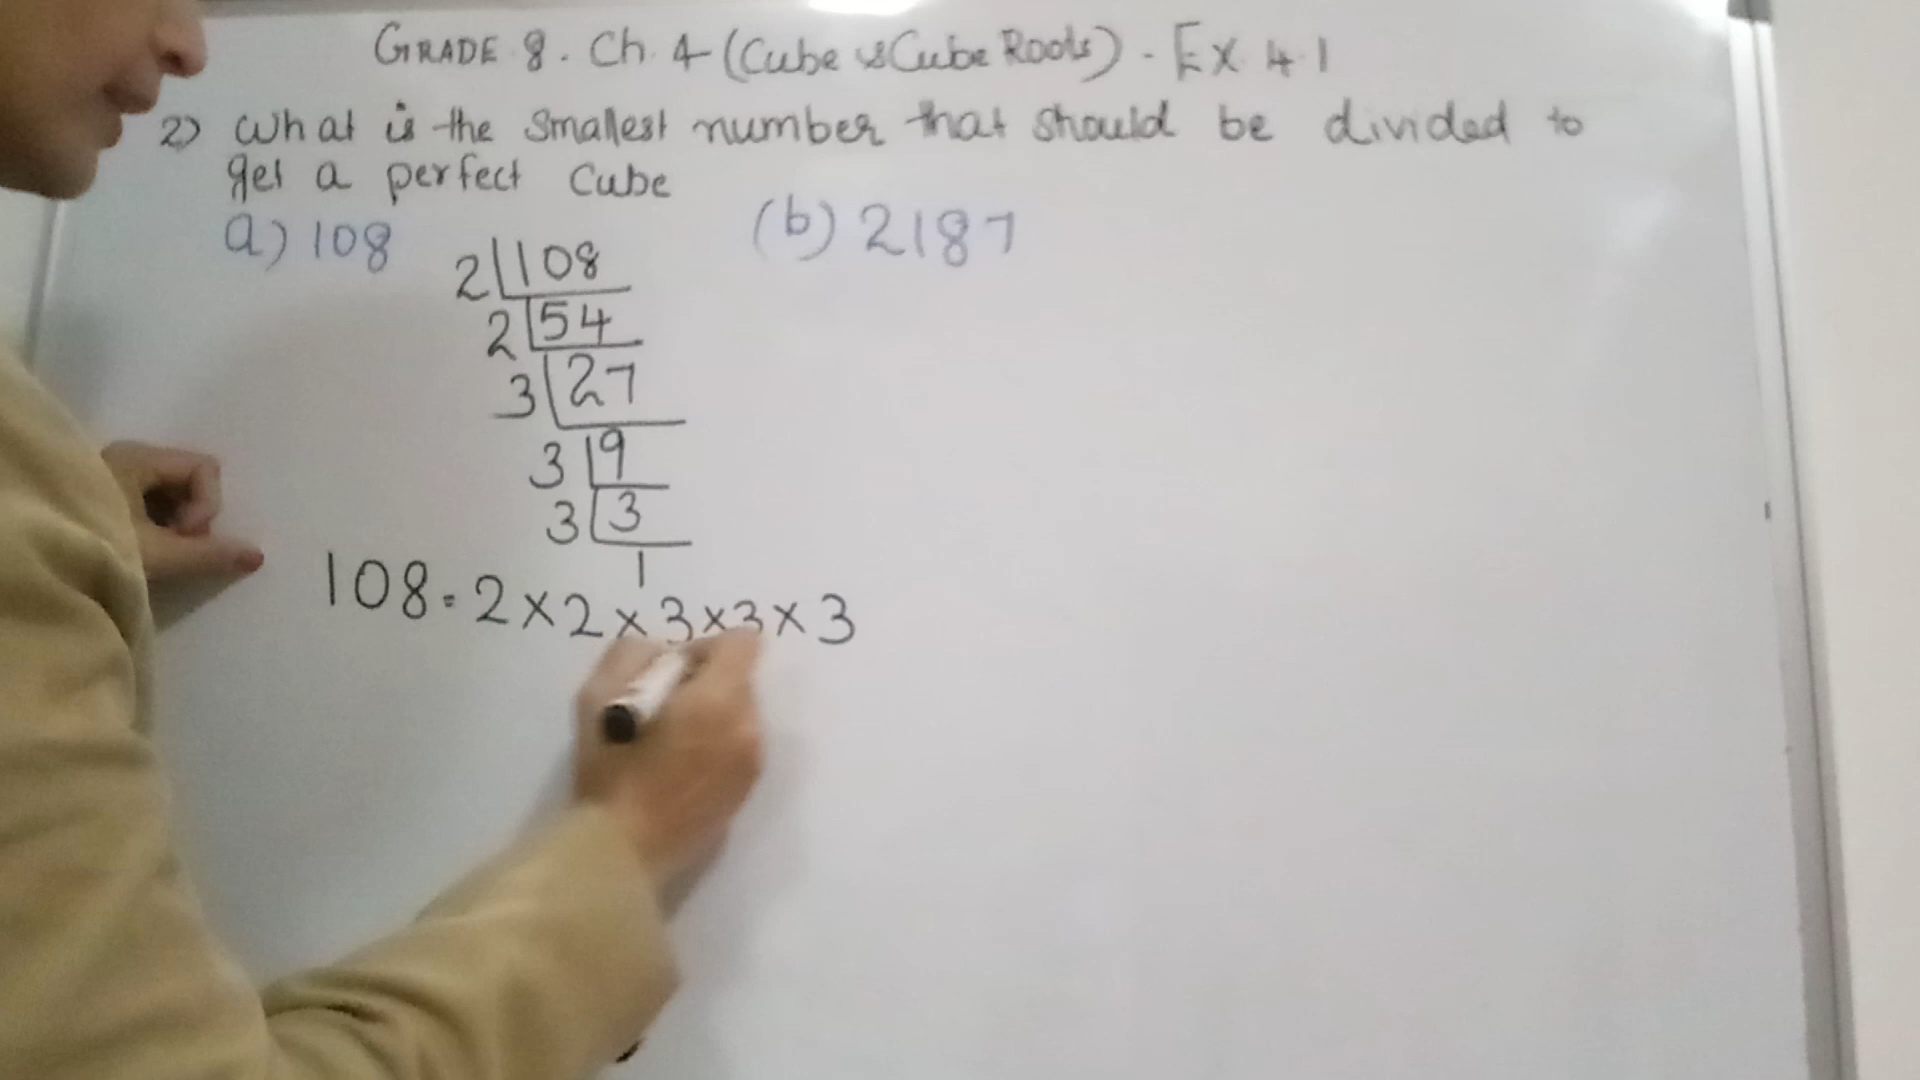 GRADE 8. Ch. 4 (Cube & Cube Roots) - Ex 4.1
2) What is the smallest number that should be divided to
get a perfect cube
a) 108 (b) 2187
2 108
2 54
3 27
3 9
3 3
1
108 = 2 × 2 × 3 × 3 × 3